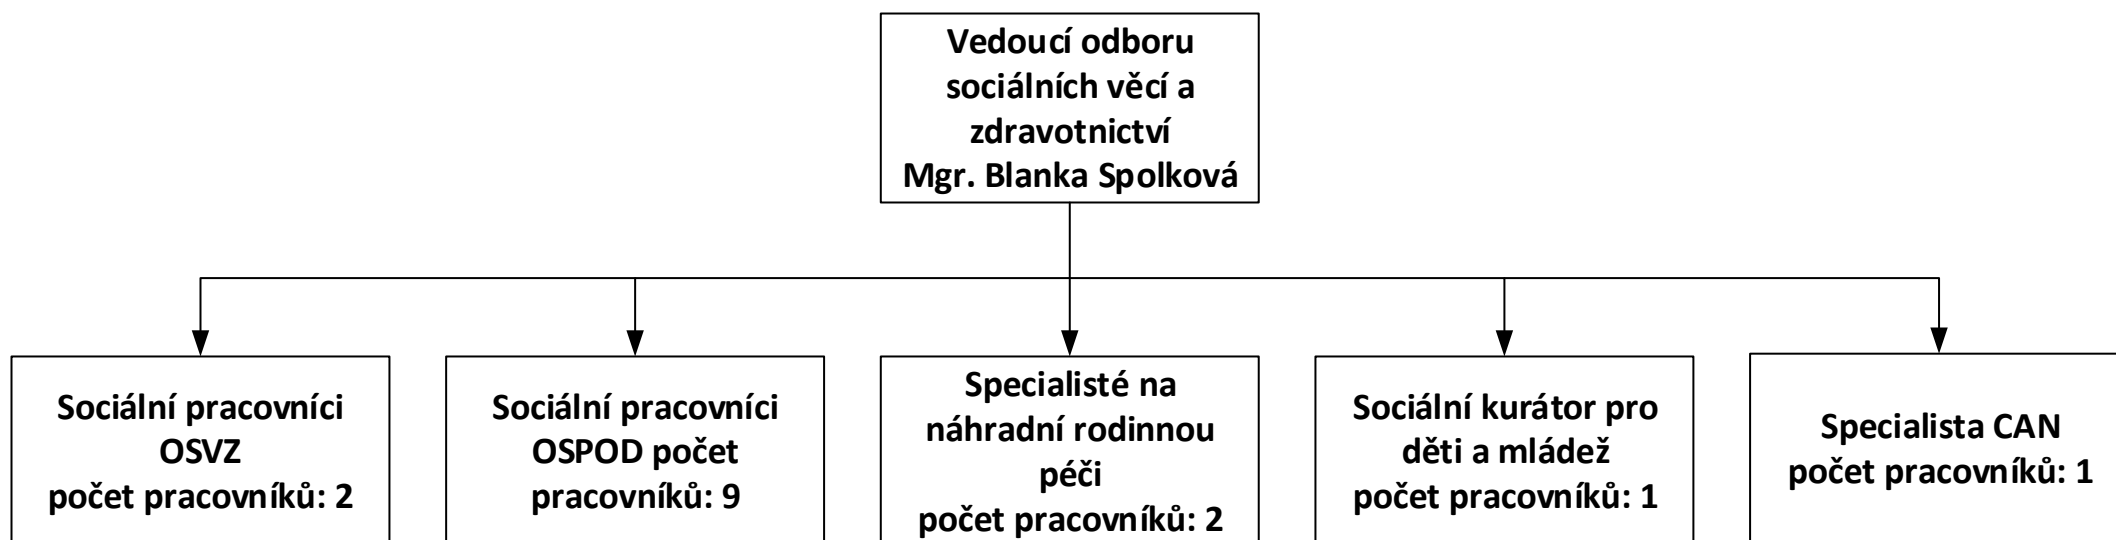 Vedoucí odboru
sociálních věcí a
zdravotnictví
Mgr. Blanka Spolková
Sociální pracovníci
OSVZ
počet pracovníků: 2
Sociální pracovníci
OSPOD počet
pracovníků: 9
Specialisté na
náhradní rodinnou
péči
počet pracovníků: 2
Sociální kurátor pro
děti a mládež
počet pracovníků: 1
Specialista CAN
počet pracovníků: 1